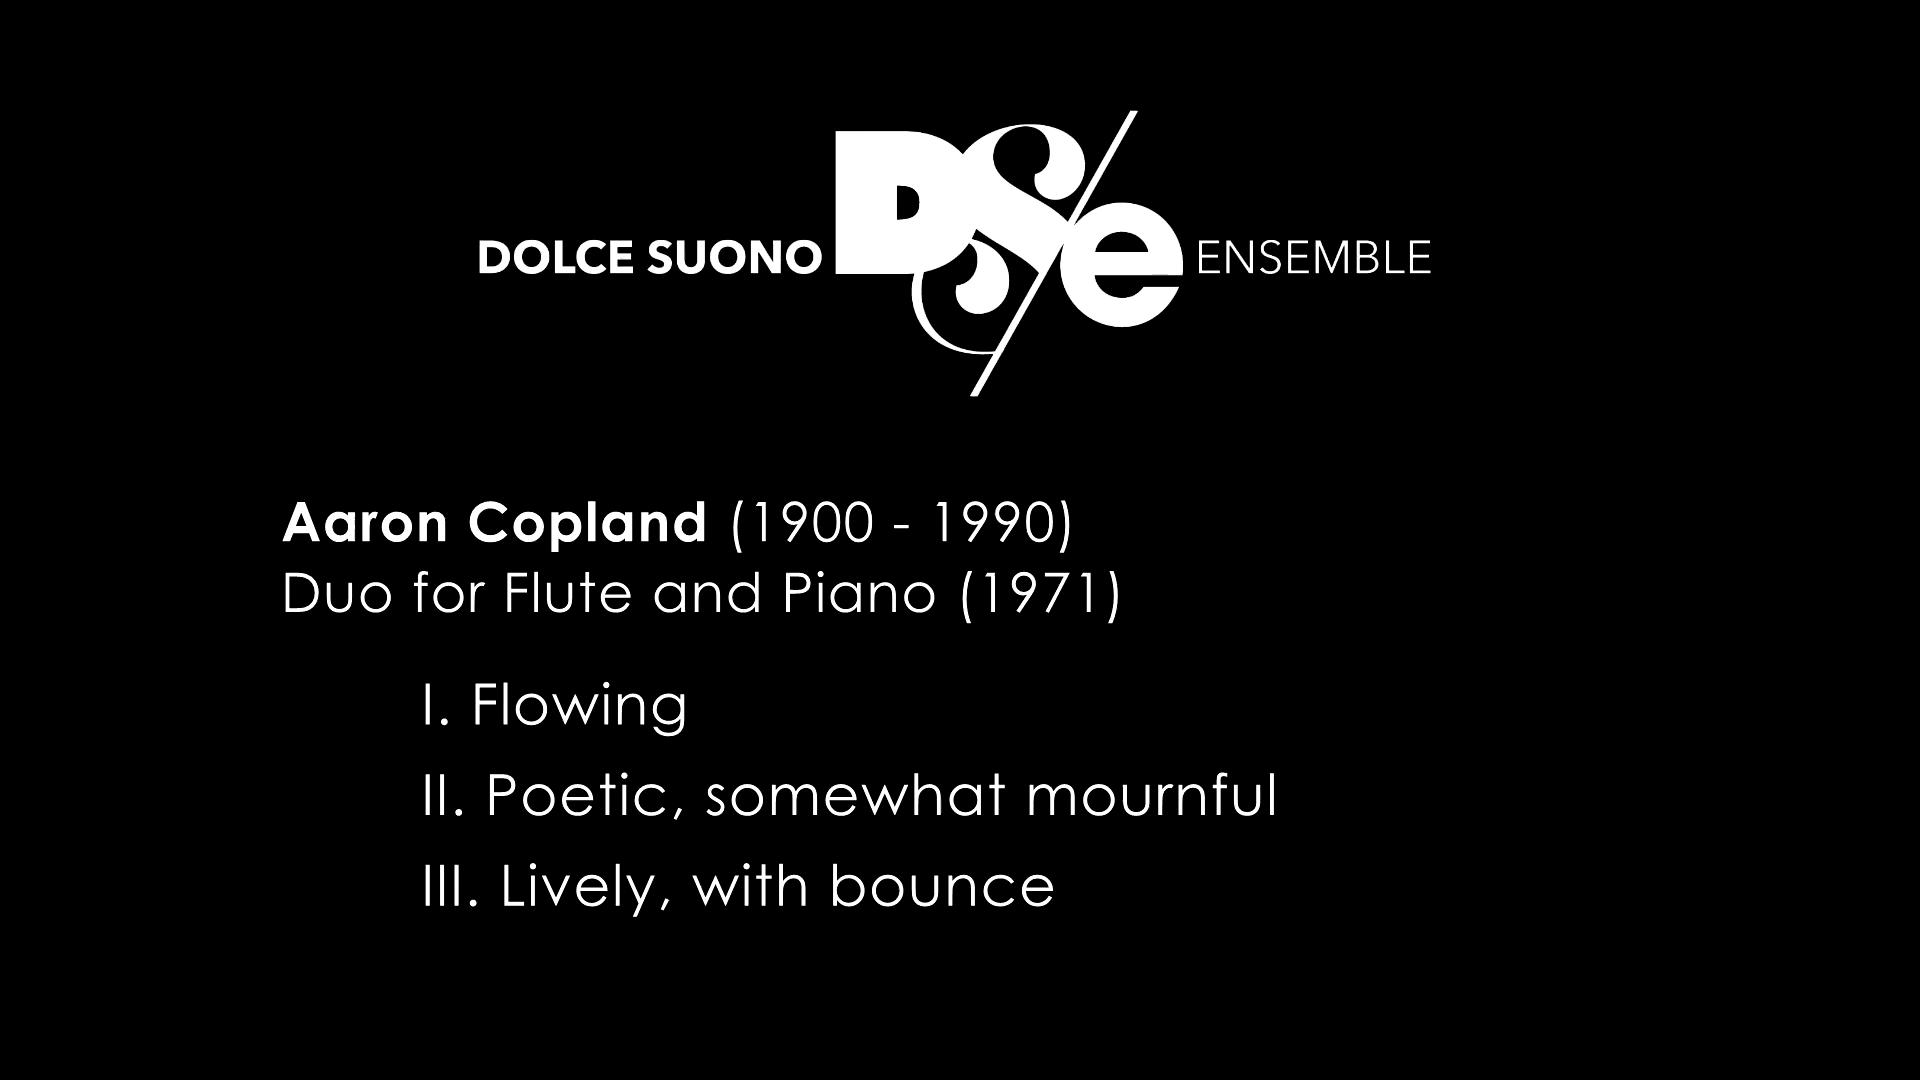 DOLCE SUONO DSe ENSEMBLE
Aaron Copland (1900 - 1990)
Duo for Flute and Piano (1971)
I. Flowing
II. Poetic, somewhat mournful
III. Lively, with bounce